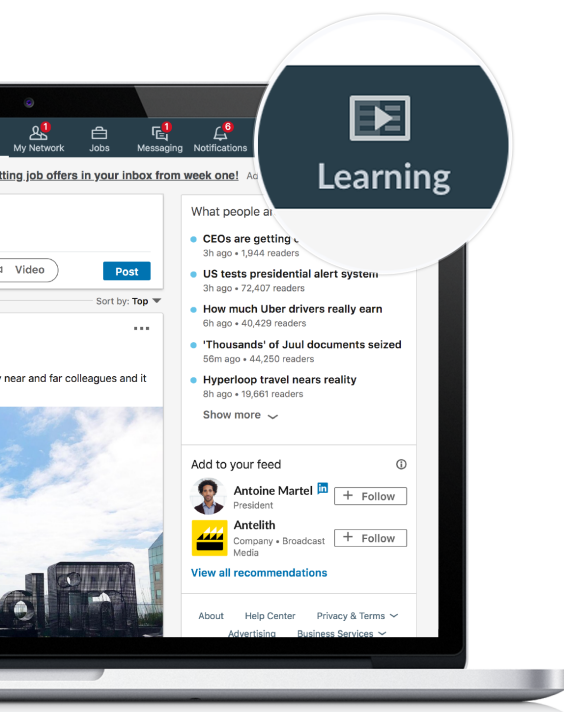 1
1
6
My Network
Jobs
Messaging
Notifications
Learning
job offers in your inbox from week one!
What people
CEOs are getting
3h ago • 1,944 readers
US tests presidential alert system
3h ago • 72,407 readers
Video
Post
Sort by: Top
How much Uber drivers really earn
6h ago • 40,429 readers
'Thousands' of Juul documents seized
56m ago • 44,250 readers
near and far colleagues and it
Hyperloop travel nears reality
8h ago • 19,661 readers
Show more
Add to your feed
Antoine Martel in
President
+ Follow
Antelith
Company • Broadcast
Media
+ Follow
View all recommendations
in
About Help Center Privacy & Terms
Advertising Business Services